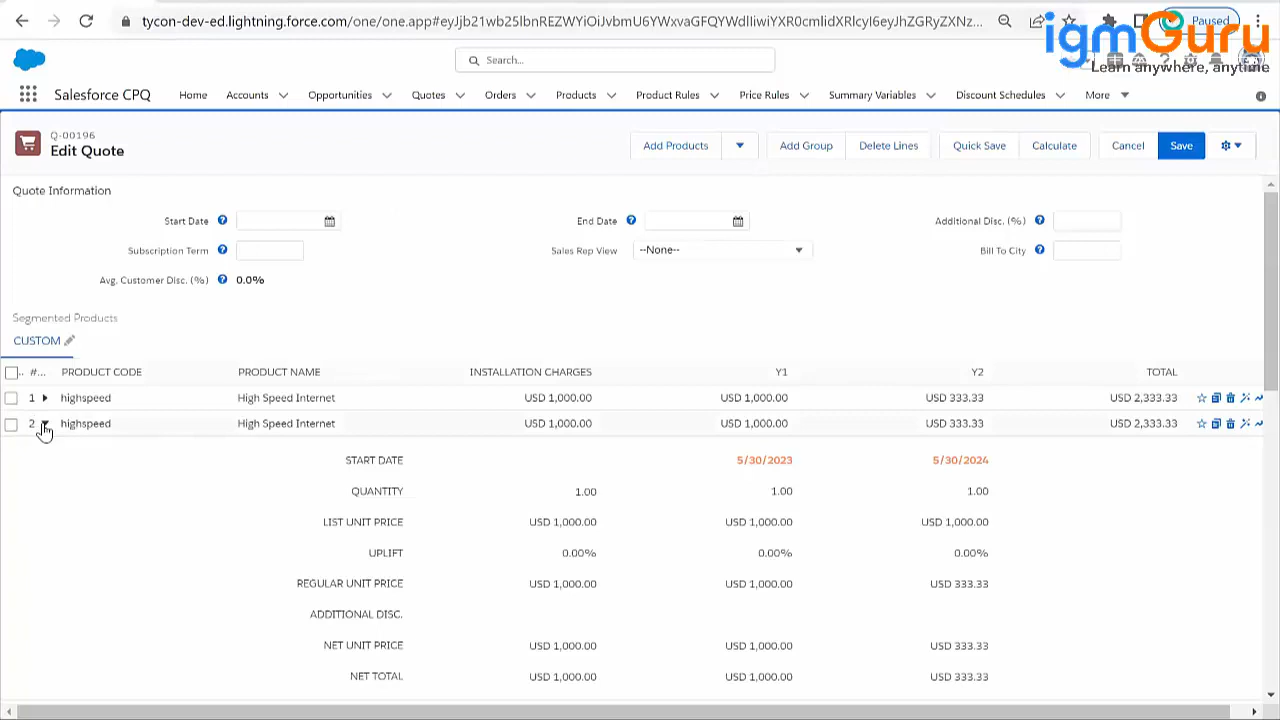 tycon-dev-ed.lightning.force.com/one/one.app#eyJjb21wb25lbnREZWYiOiJvbmU6YWxvaGFQYWdlIiwiYXR0cmlidXRlcyI6eyJhZGRyZXNz...
Paused
igmGuru
Learn anywhere, anytime
Search...
Salesforce CPQ Home Accounts Opportunities Quotes Orders Products Product Rules Price Rules Summary Variables Discount Schedules More
Q-00196
Edit Quote
Add Products Add Group Delete Lines Quick Save Calculate Cancel Save
Quote Information
Start Date End Date Additional Disc. (%)
Subscription Term Sales Rep View --None-- Bill To City
Avg. Customer Disc. (%) 0.0%
Segmented Products
CUSTOM
#... PRODUCT CODE PRODUCT NAME INSTALLATION CHARGES Y1 Y2 TOTAL
1 highspeed High Speed Internet USD 1,000.00 USD 1,000.00 USD 333.33 USD 2,333.33
2 highspeed High Speed Internet USD 1,000.00 USD 1,000.00 USD 333.33 USD 2,333.33
START DATE 5/30/2023 5/30/2024
QUANTITY 1.00 1.00 1.00
LIST UNIT PRICE USD 1,000.00 USD 1,000.00 USD 1,000.00
UPLIFT 0.00% 0.00% 0.00%
REGULAR UNIT PRICE USD 1,000.00 USD 1,000.00 USD 333.33
ADDITIONAL DISC.
NET UNIT PRICE USD 1,000.00 USD 1,000.00 USD 333.33
NET TOTAL USD 1,000.00 USD 1,000.00 USD 333.33